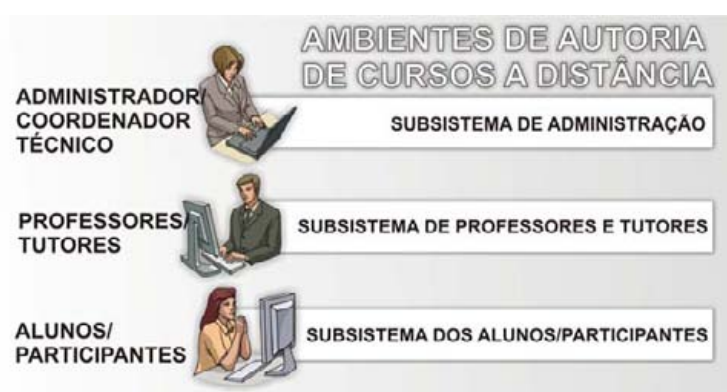 AMBIENTES DE AUTORIA
DE CURSOS A DISTÂNCIA
ADMINISTRADOR/
COORDENADOR
TÉCNICO
SUBSISTEMA DE ADMINISTRAÇÃO
PROFESSORES/
TUTORES
SUBSISTEMA DE PROFESSORES E TUTORES
ALUNOS/
PARTICIPANTES
SUBSISTEMA DOS ALUNOS/PARTICIPANTES